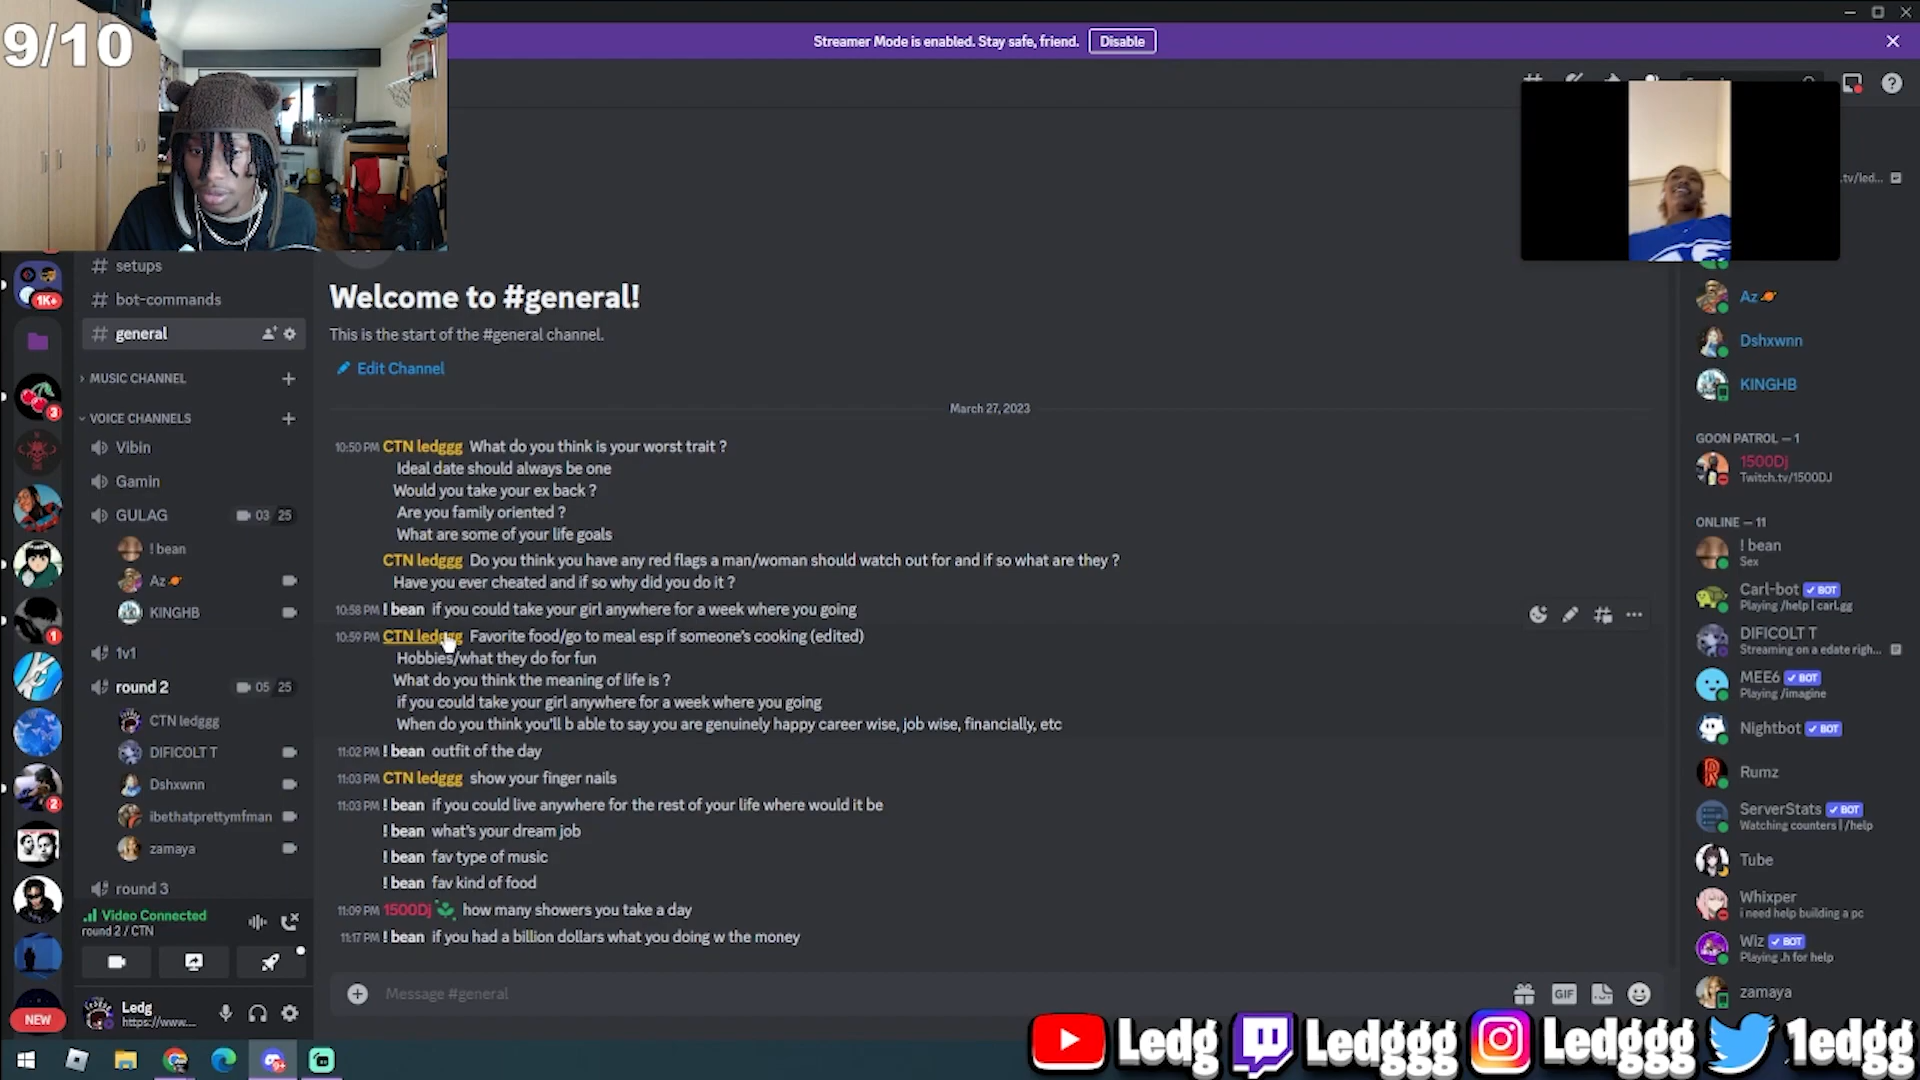 9/10
Streamer Mode is enabled. Stay safe, friend.
Disable
.tv/led...
# setups
# bot-commands
# general
MUSIC CHANNEL
VOICE CHANNELS
Vibin
Gamin
GULAG 03 25
! bean
Az
KINGHB
1v1
round 2 05 25
CTN ledggg
DIFICOLT T
Dshxwnn
ibethatprettymfman
zamaya
round 3
Video Connected
round 2 / CTN
Ledg
https://www....
1K+
3
1
2
NEW
Welcome to #general!
This is the start of the #general channel.
Edit Channel
March 27, 2023
10:50 PM CTN ledggg What do you think is your worst trait ?
Ideal date should always be one
Would you take your ex back ?
Are you family oriented ?
What are some of your life goals
CTN ledggg Do you think you have any red flags a man/woman should watch out for and if so what are they ?
Have you ever cheated and if so why did you do it ?
10:58 PM ! bean if you could take your girl anywhere for a week where you going
10:59 PM CTN ledggg Favorite food/go to meal esp if someone's cooking (edited)
Hobbies/what they do for fun
What do you think the meaning of life is ?
if you could take your girl anywhere for a week where you going
When do you think you'll b able to say you are genuinely happy career wise, job wise, financially, etc
11:02 PM ! bean outfit of the day
11:03 PM CTN ledggg show your finger nails
11:03 PM ! bean if you could live anywhere for the rest of your life where would it be
! bean what's your dream job
! bean fav type of music
! bean fav kind of food
11:09 PM 1500Dj how many showers you take a day
11:17 PM ! bean if you had a billion dollars what you doing w the money
Message #general
GIF
Az
Dshxwnn
KINGHB
GOON PATROL — 1
1500Dj
Twitch.tv/1500DJ
ONLINE — 11
! bean
Sex
Carl-bot BOT
Playing /help | carl.gg
DIFICOLT T
Streaming on a edate righ...
MEE6 BOT
Playing /imagine
Nightbot BOT
Rumz
ServerStats BOT
Watching counters | /help
Tube
Whixper
i need help building a pc
Wiz BOT
Playing .h for help
zamaya
Ledg Ledggg Ledggg 1edgg